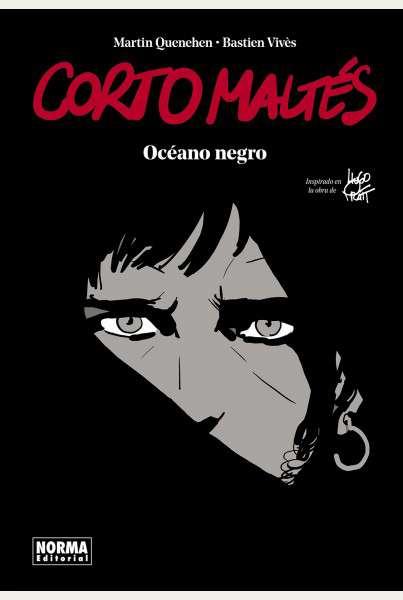 Martin Quenehen • Bastien Vivès
CORTO MALTÉS
Océano negro
Inspirado en
la obra de
HUGO
PRATT
NORMA
Editorial